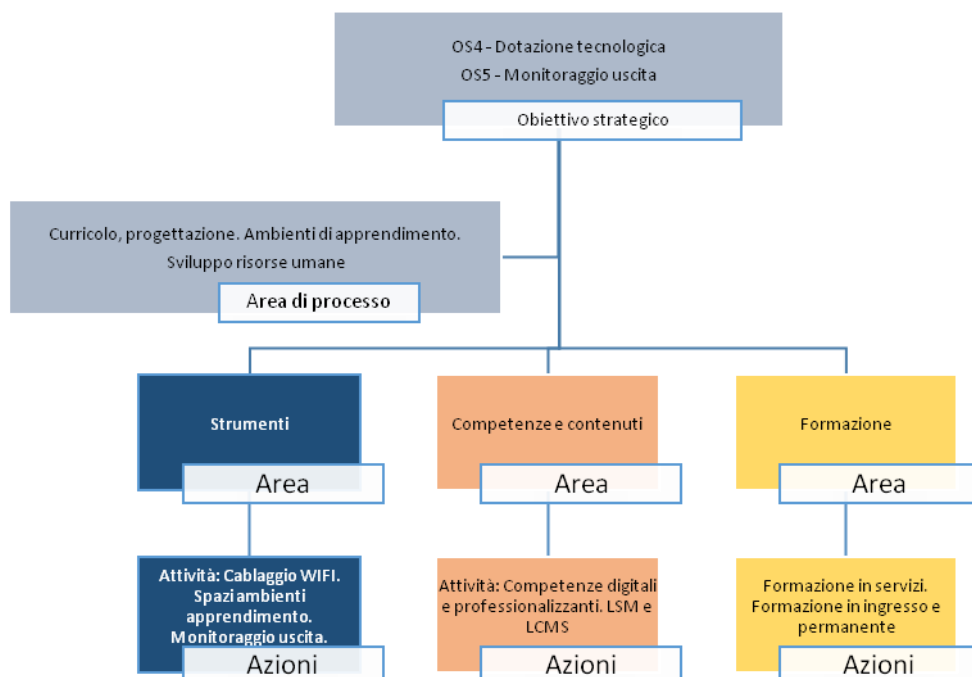 OS4 - Dotazione tecnologica
OS5 - Monitoraggio uscita
Obiettivo strategico
Curricolo, progettazione. Ambienti di apprendimento.
Sviluppo risorse umane
Area di processo
Strumenti
Area
Competenze e contenuti
Area
Formazione
Area
Attività: Cablaggio WIFI.
Spazi ambienti
apprendimento.
Monitoraggio uscita.
Azioni
Attività: Competenze digitali
e professionalizzanti. LSM e
LCMS
Azioni
Formazione in servizi.
Formazione in ingresso e
permanente
Azioni